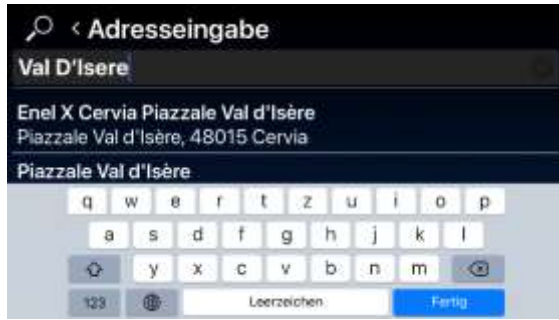 < Adresseingabe
Val D'Isere
Enel X Cervia Piazzale Val d'Isère
Piazzale Val d'Isère, 48015 Cervia
Piazzale Val d'Isère
q w e r t z u i o p
a s d f g h j k l
y x c v b n m
123 Leerzeichen Fertig